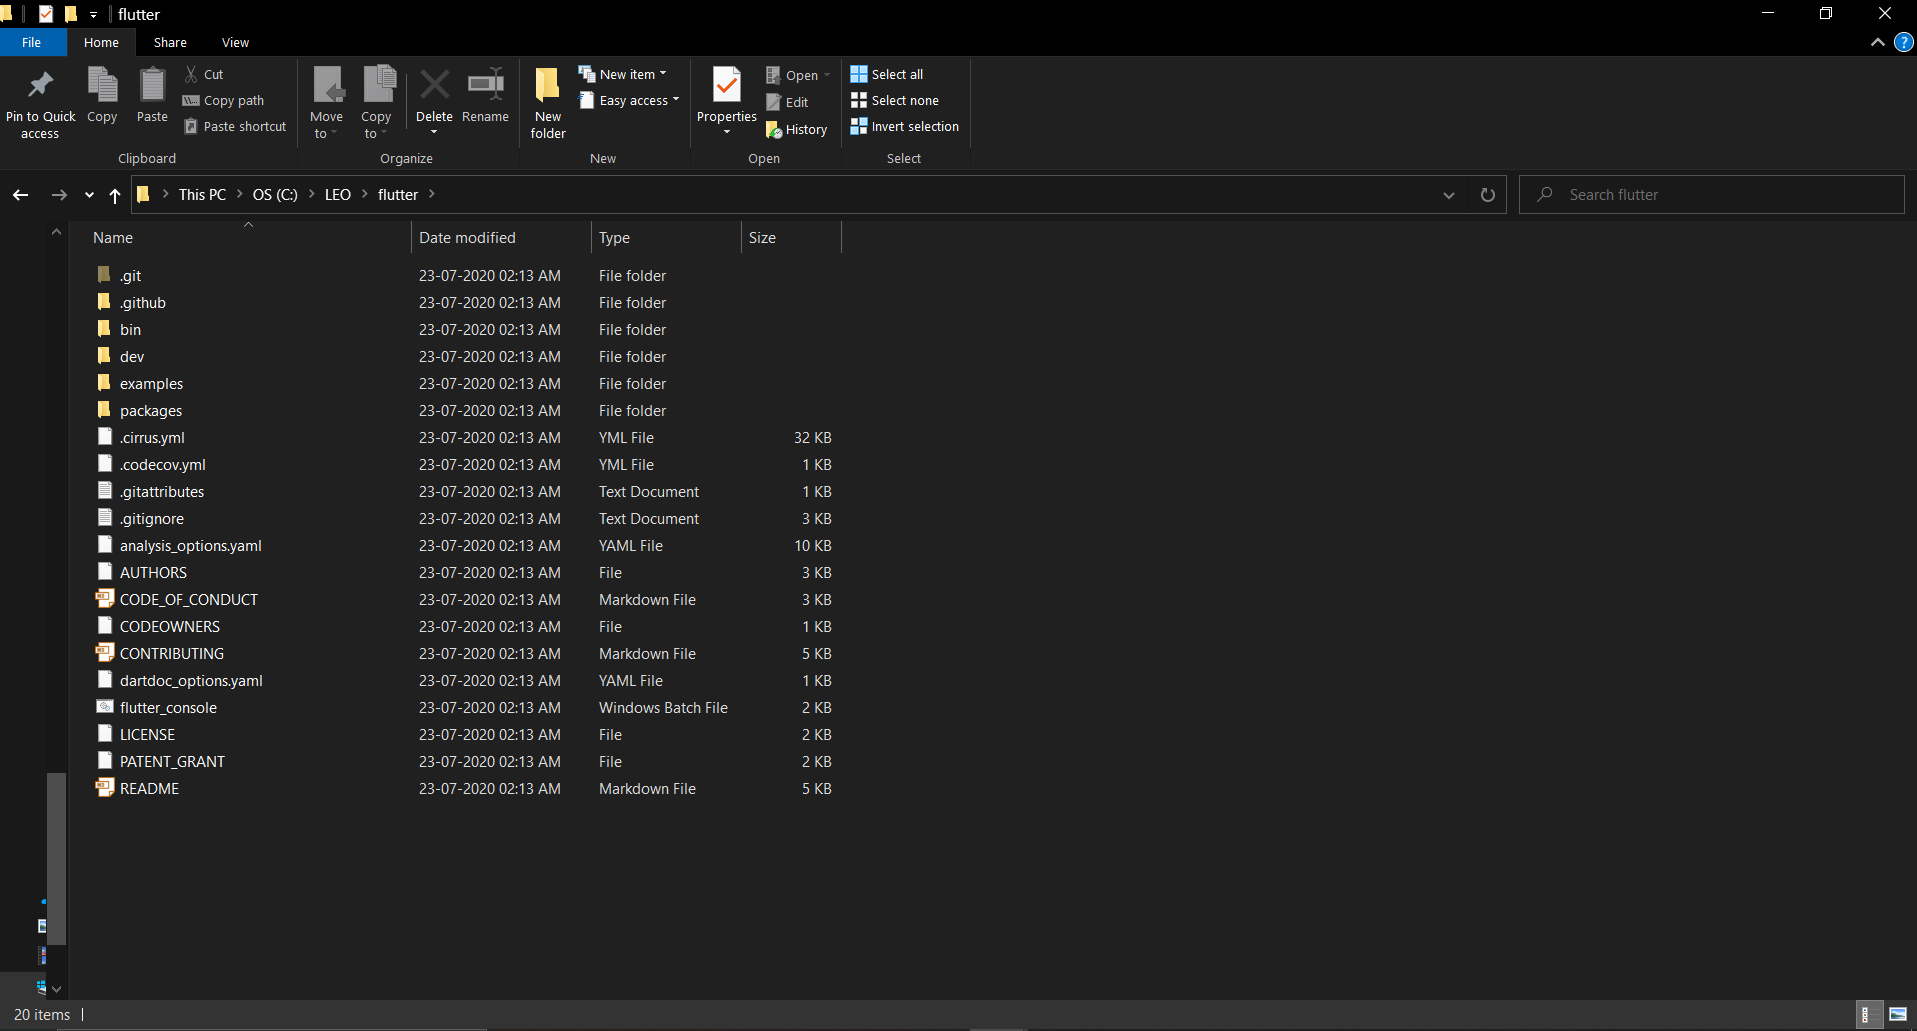 flutter
File Home Share View
Pin to Quick access
Copy
Paste
Cut
Copy path
Paste shortcut
Clipboard
Move to
Copy to
Delete
Rename
Organize
New folder
New item
Easy access
New
Properties
Open
Edit
History
Open
Select all
Select none
Invert selection
Select
This PC > OS (C:) > LEO > flutter >
Search flutter
Name Date modified Type Size
.git 23-07-2020 02:13 AM File folder
.github 23-07-2020 02:13 AM File folder
bin 23-07-2020 02:13 AM File folder
dev 23-07-2020 02:13 AM File folder
examples 23-07-2020 02:13 AM File folder
packages 23-07-2020 02:13 AM File folder
.cirrus.yml 23-07-2020 02:13 AM YML File 32 KB
.codecov.yml 23-07-2020 02:13 AM YML File 1 KB
.gitattributes 23-07-2020 02:13 AM Text Document 1 KB
.gitignore 23-07-2020 02:13 AM Text Document 3 KB
analysis_options.yaml 23-07-2020 02:13 AM YAML File 10 KB
AUTHORS 23-07-2020 02:13 AM File 3 KB
CODE_OF_CONDUCT 23-07-2020 02:13 AM Markdown File 3 KB
CODEOWNERS 23-07-2020 02:13 AM File 1 KB
CONTRIBUTING 23-07-2020 02:13 AM Markdown File 5 KB
dartdoc_options.yaml 23-07-2020 02:13 AM YAML File 1 KB
flutter_console 23-07-2020 02:13 AM Windows Batch File 2 KB
LICENSE 23-07-2020 02:13 AM File 2 KB
PATENT_GRANT 23-07-2020 02:13 AM File 2 KB
README 23-07-2020 02:13 AM Markdown File 5 KB
20 items